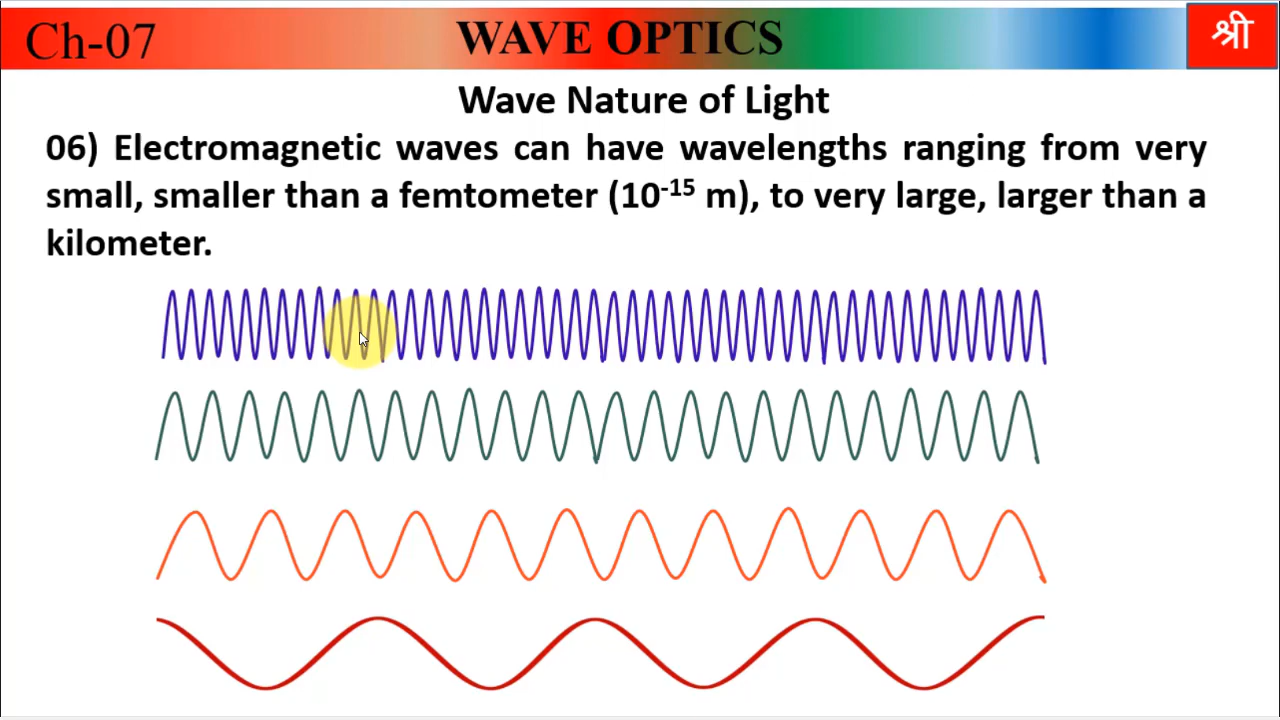 Ch-07 WAVE OPTICS श्री
Wave Nature of Light
06) Electromagnetic waves can have wavelengths ranging from very
small, smaller than a femtometer (10⁻¹⁵ m), to very large, larger than a
kilometer.